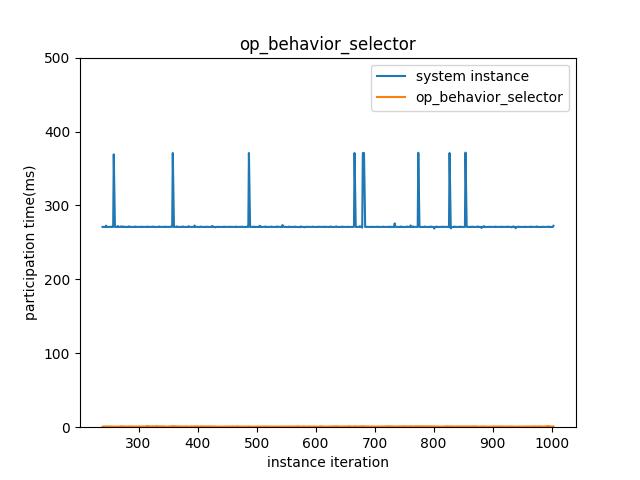 op_behavior_selector
500
400
300
200
100
0
participation time(ms)
system instance
op_behavior_selector
300 400 500 600 700 800 900 1000
instance iteration